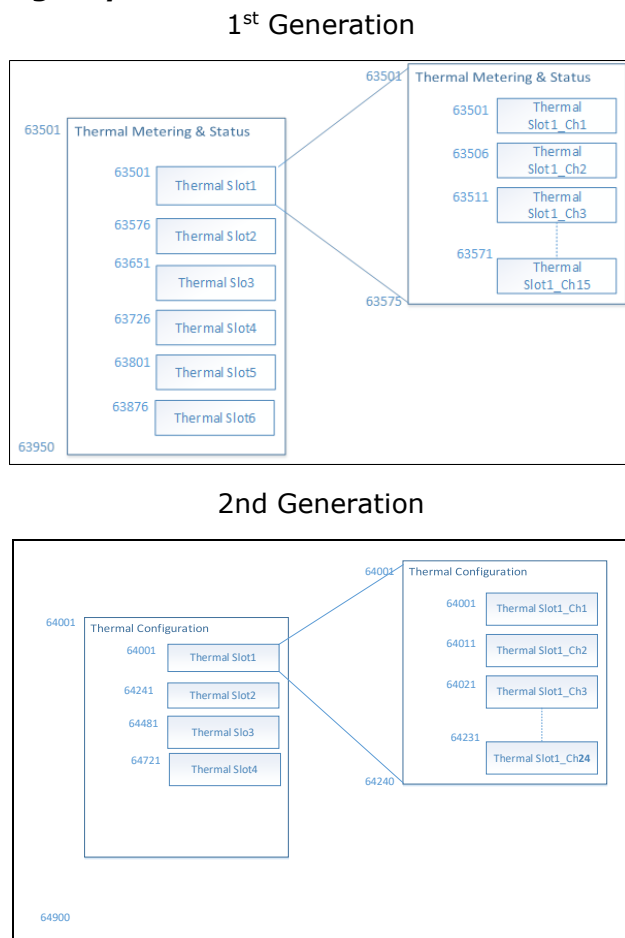 1st Generation
63501
Thermal Metering & Status
63501
Thermal Slot1
63576
Thermal Slot2
63651
Thermal Slo3
63726
Thermal Slot4
63801
Thermal Slot5
63876
Thermal Slot6
63950
63501
Thermal Metering & Status
63501
Thermal
Slot1_Ch1
63506
Thermal
Slot1_Ch2
63511
Thermal
Slot1_Ch3
63571
Thermal
Slot1_Ch15
63575
2nd Generation
64001
Thermal Configuration
64001
Thermal Slot1
64241
Thermal Slot2
64481
Thermal Slo3
64721
Thermal Slot4
64900
64001
Thermal Configuration
64001
Thermal Slot1_Ch1
64011
Thermal Slot1_Ch2
64021
Thermal Slot1_Ch3
64231
Thermal Slot1_Ch24
64240